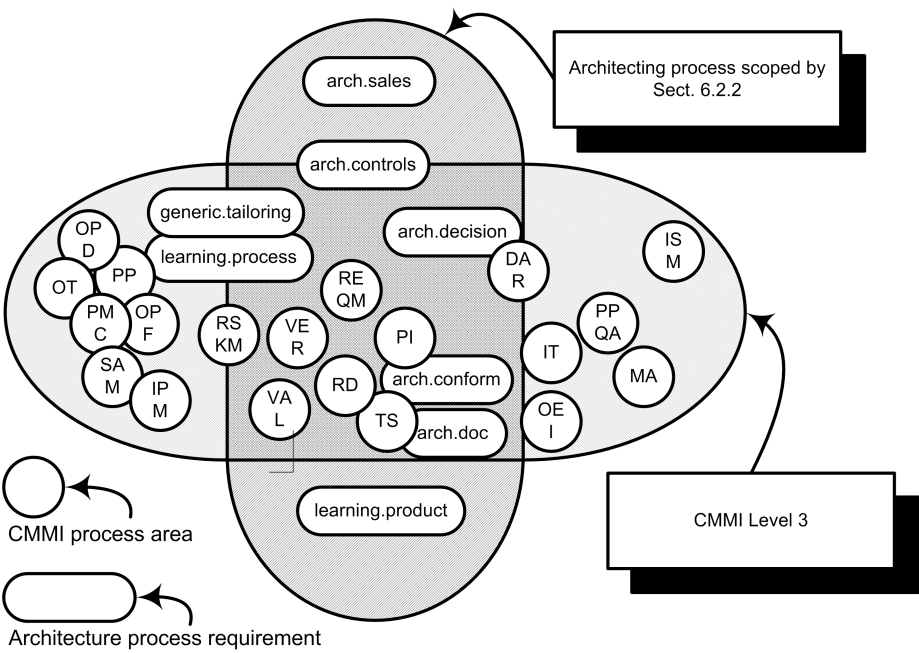 arch.sales
Architecting process scoped by
Sect. 6.2.2
arch.controls
generic.tailoring
arch.decision
learning.process
OP
D
IS
M
DA
R
PP
OT
RE
QM
PM
C
OP
F
RS
KM
VE
R
PI
PP
QA
IT
SA
M
IP
M
RD
arch.conform
MA
VA
L
TS
arch.doc
OE
I
learning.product
CMMI Level 3
CMMI process area
Architecture process requirement